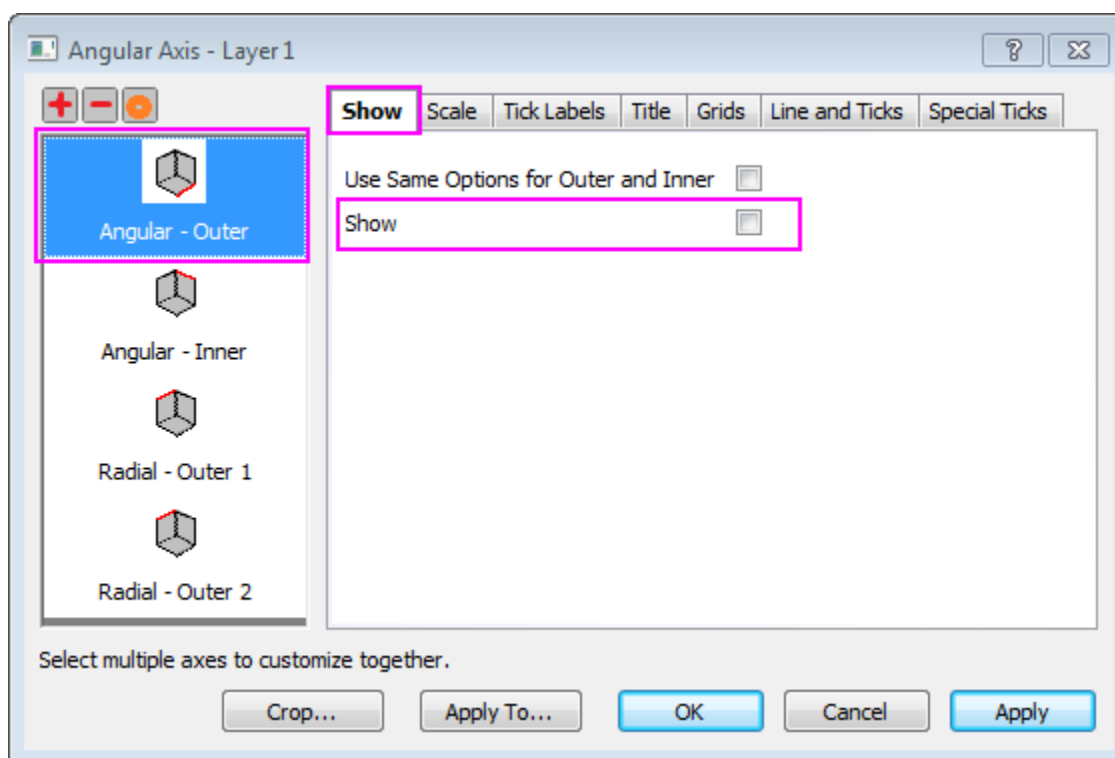 Angular Axis - Layer 1
Show Scale Tick Labels Title Grids Line and Ticks Special Ticks
Use Same Options for Outer and Inner
Show
Angular - Outer
Angular - Inner
Radial - Outer 1
Radial - Outer 2
Select multiple axes to customize together.
Crop... Apply To... OK Cancel Apply